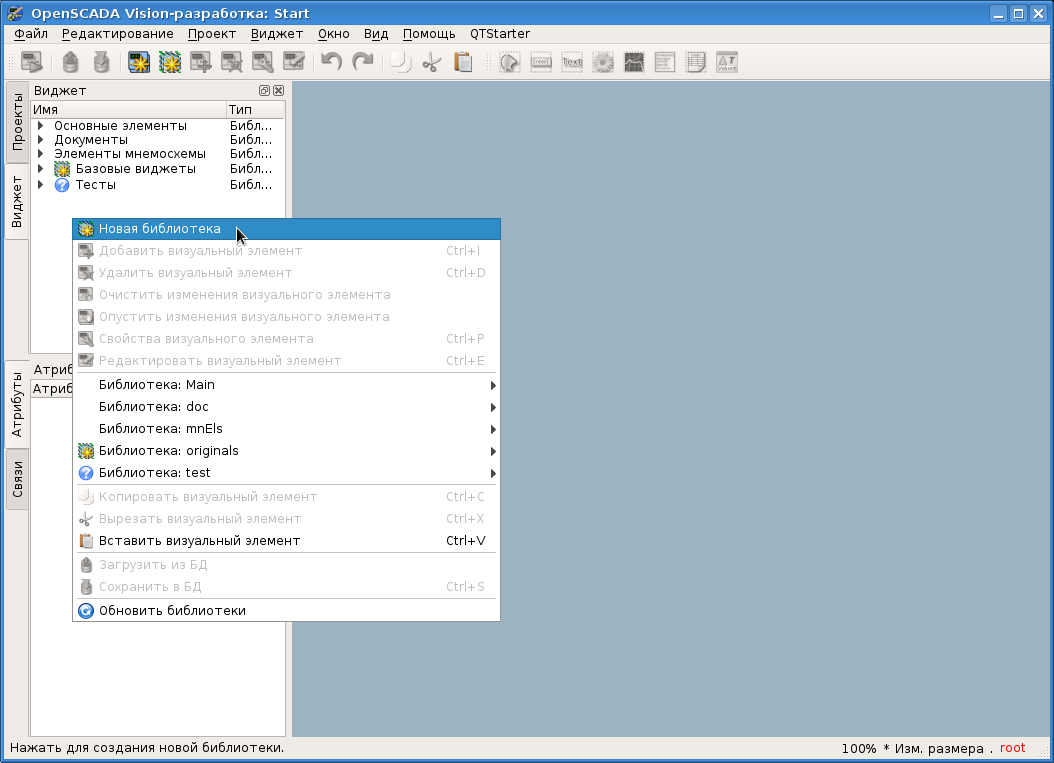 OpenSCADA Vision-разработка: Start
Файл Редактирование Проект Виджет Окно Вид Помощь QTStarter
Text
Проекты
Виджет
Виджет
Имя Тип
Основные элементы Библ...
Документы Библ...
Элементы мнемосхемы Библ...
Базовые виджеты Библ...
Тесты Библ...
Новая библиотека
Добавить визуальный элемент Ctrl+I
Удалить визуальный элемент Ctrl+D
Очистить изменения визуального элемента
Опустить изменения визуального элемента
Свойства визуального элемента Ctrl+P
Редактировать визуальный элемент Ctrl+E
Библиотека: Main
Библиотека: doc
Библиотека: mnEls
Библиотека: originals
Библиотека: test
Копировать визуальный элемент Ctrl+C
Вырезать визуальный элемент Ctrl+X
Вставить визуальный элемент Ctrl+V
Загрузить из БД
Сохранить в БД Ctrl+S
Обновить библиотеки
Атриб
Атриб
Атрибуты
Связи
Нажать для создания новой библиотеки.
100% * Изм. размера . root